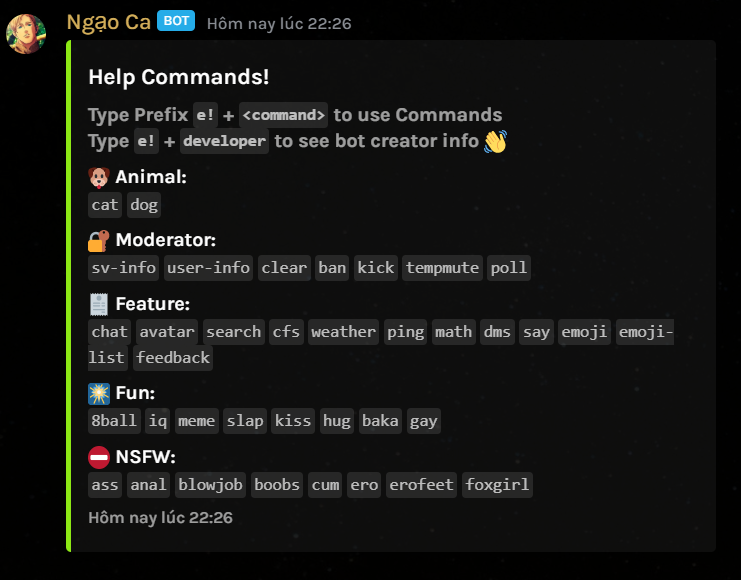 Ngạo Ca BOT Hôm nay lúc 22:26
Help Commands!
Type Prefix e! + <command> to use Commands
Type e! + developer to see bot creator info 👋
🐶 Animal:
cat dog
🔐 Moderator:
sv-info user-info clear ban kick tempmute poll
🧾 Feature:
chat avatar search cfs weather ping math dms say emoji emoji-
list feedback
🎇 Fun:
8ball iq meme slap kiss hug baka gay
⛔ NSFW:
ass anal blowjob boobs cum ero erofeet foxgirl
Hôm nay lúc 22:26